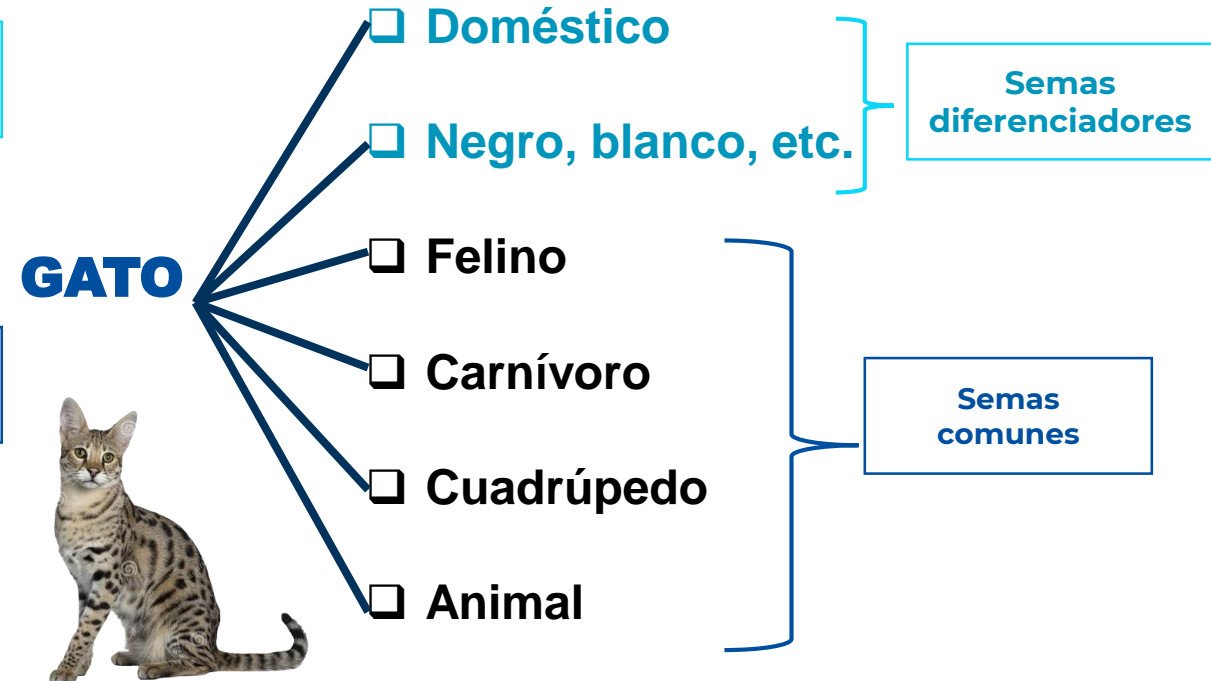 Doméstico
Negro, blanco, etc.
Semas
diferenciadores
GATO
Felino
Carnívoro
Semas
comunes
Cuadrúpedo
Animal